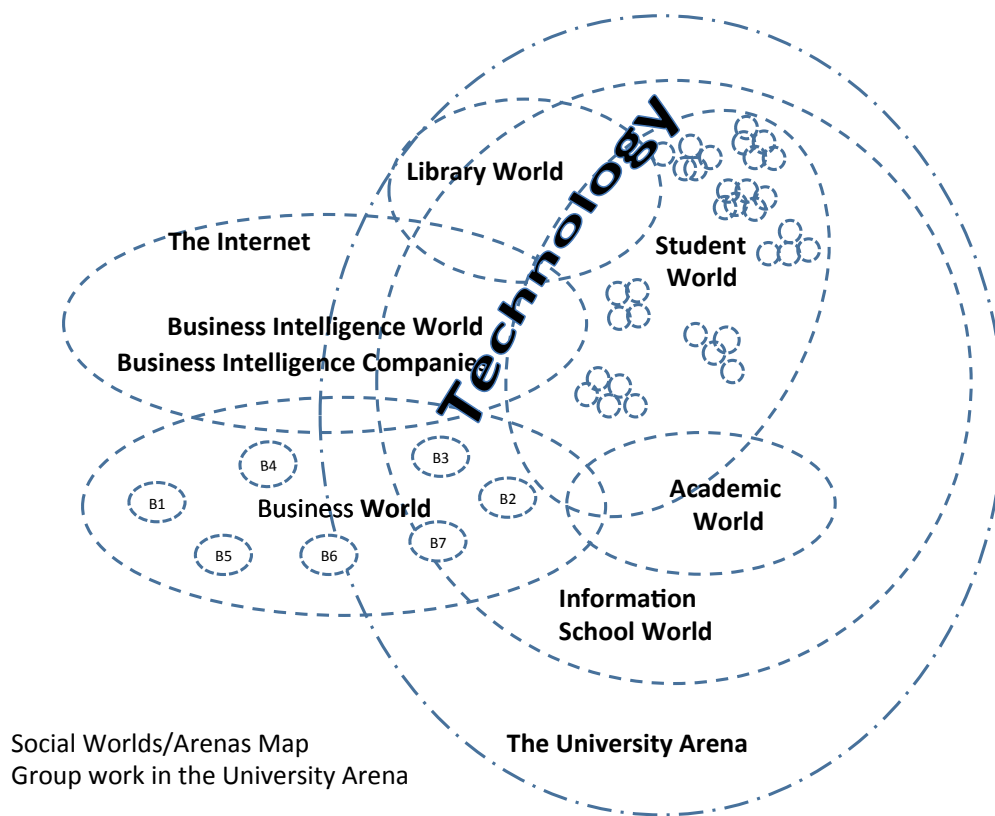 Technology
Library World
The Internet
Student
World
Business Intelligence World
Business Intelligence Companies
B3
B4
B1
Business World
B2
Academic
World
B5
B6
B7
Information
School World
Social Worlds/Arenas Map
The University Arena
Group work in the University Arena